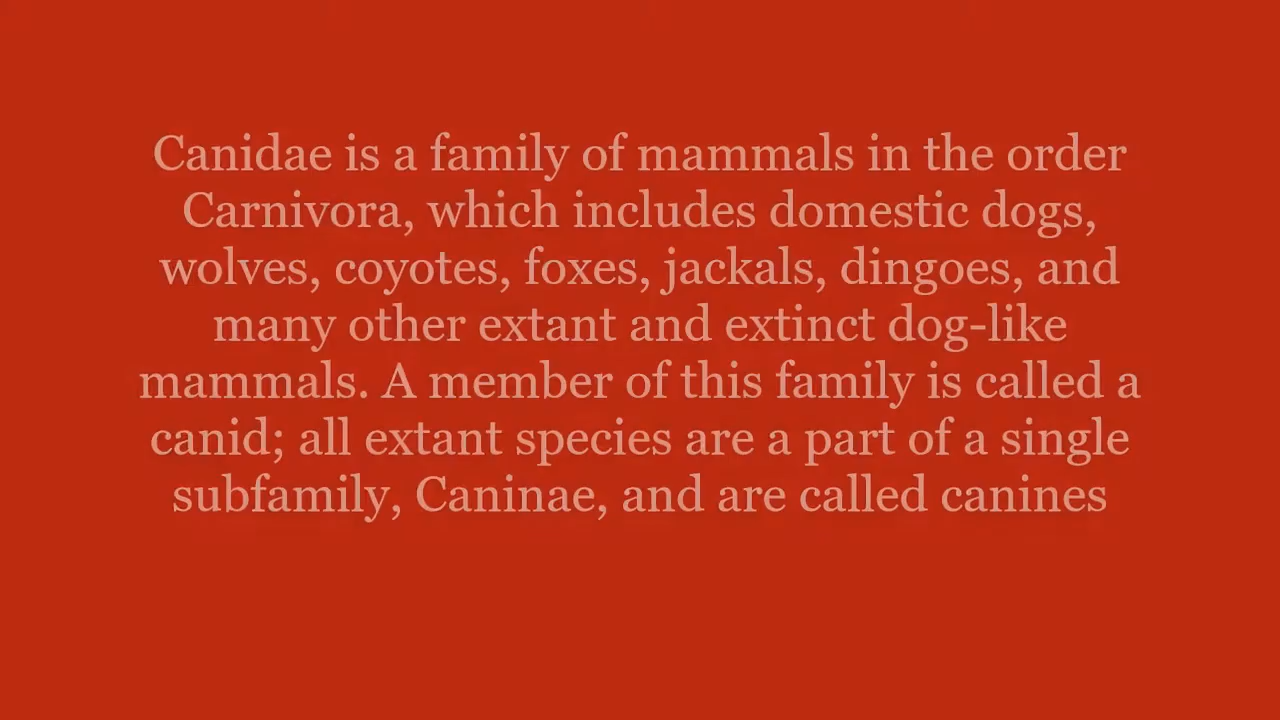 Canidae is a family of mammals in the order
Carnivora, which includes domestic dogs,
wolves, coyotes, foxes, jackals, dingoes, and
many other extant and extinct dog-like
mammals. A member of this family is called a
canid; all extant species are a part of a single
subfamily, Caninae, and are called canines